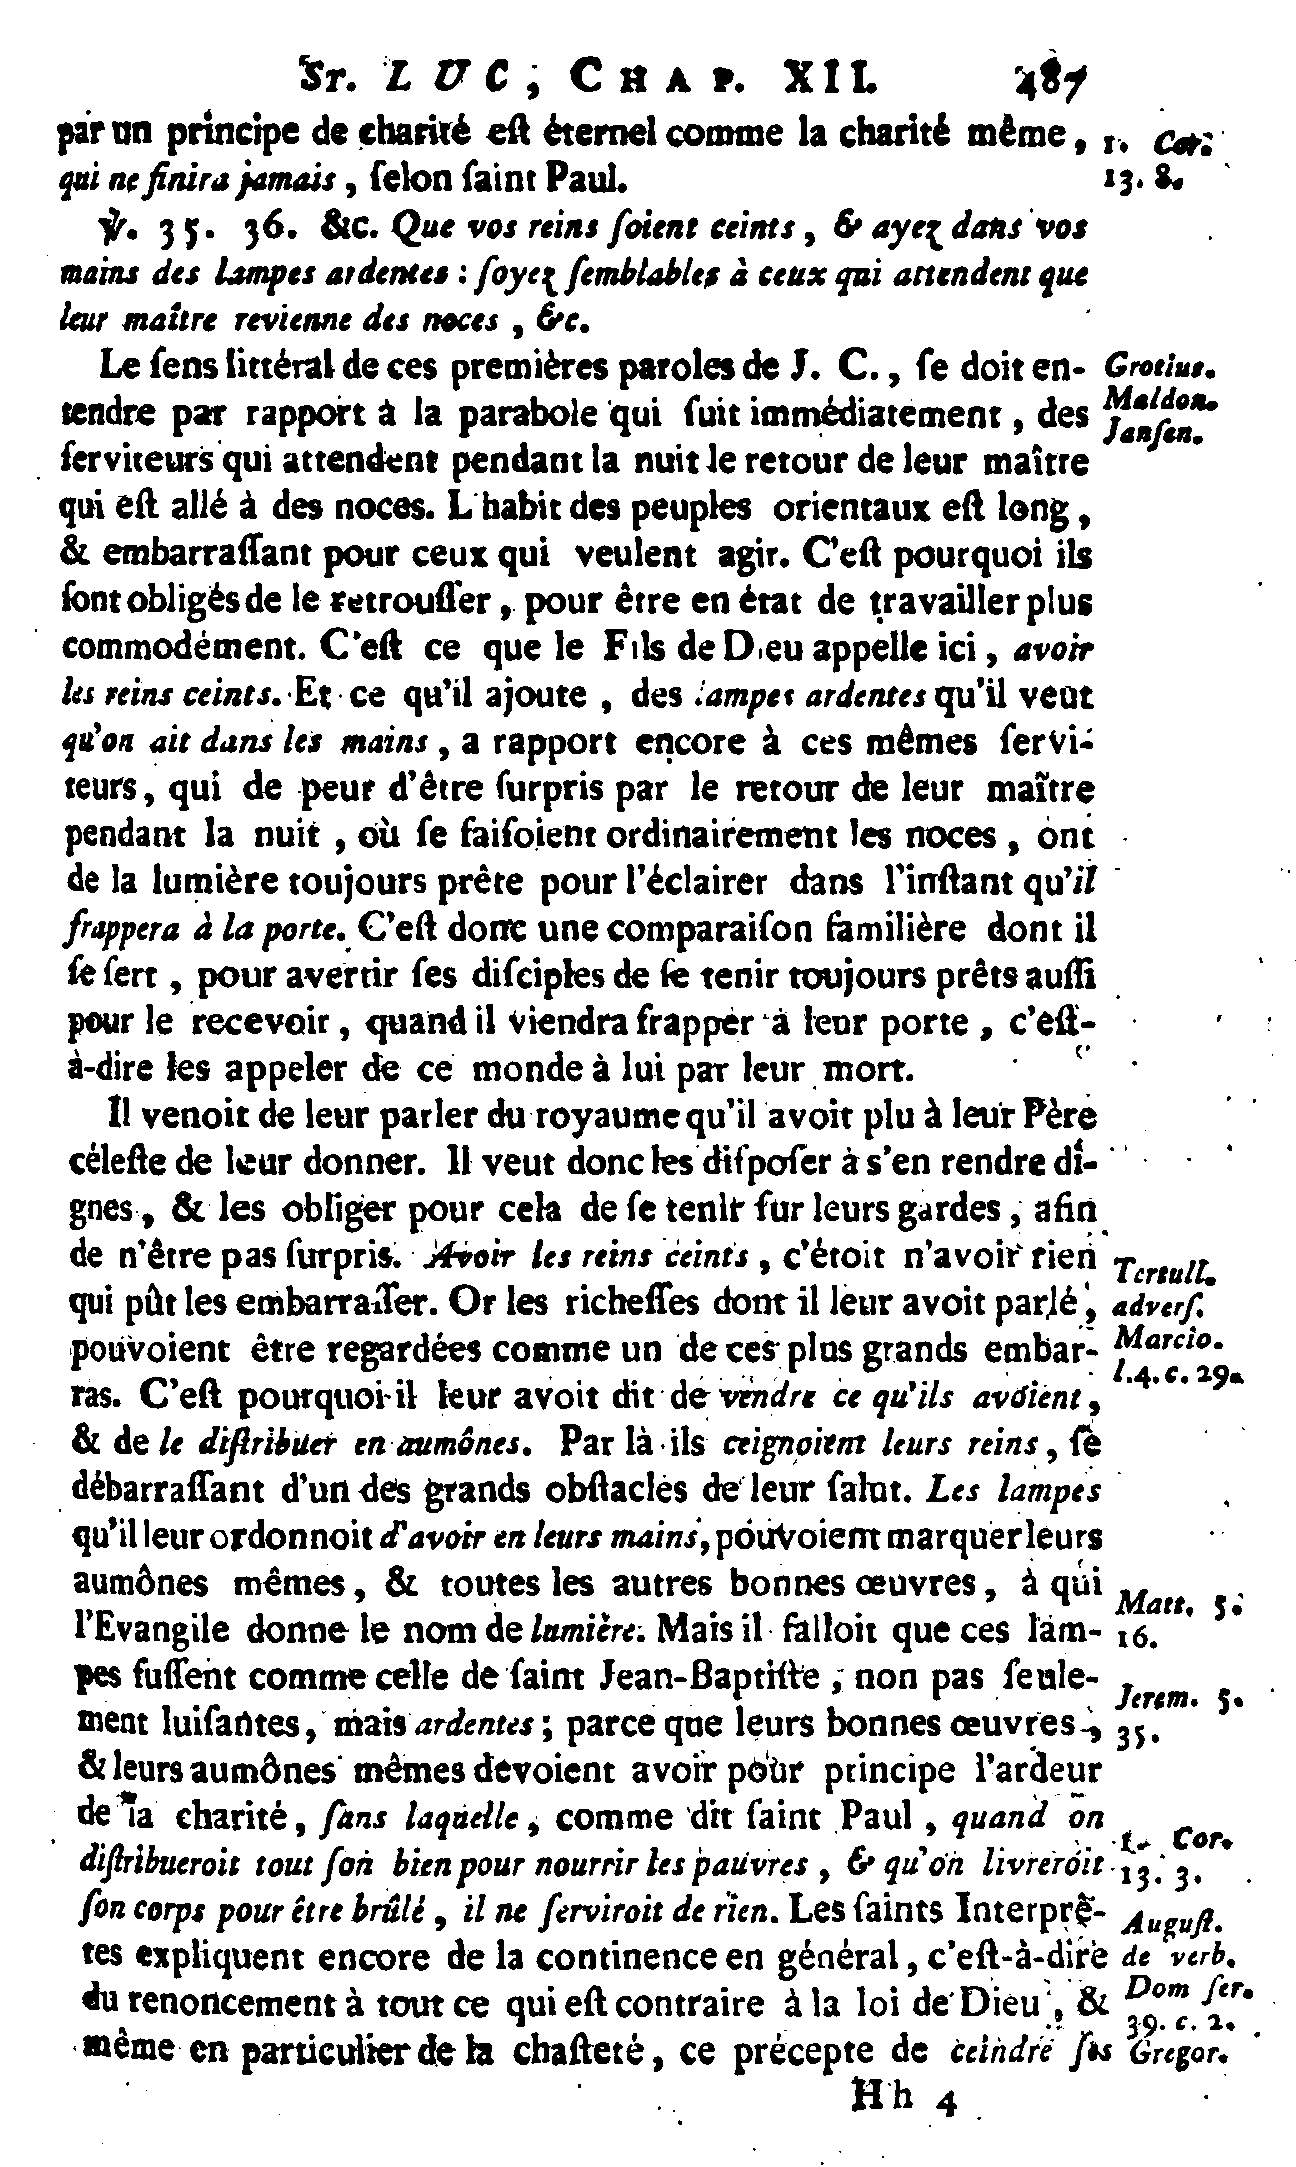 St. LUC, CHAP. XII. 487
par un principe de charité eſt éternel comme la charité même,
qui ne finira jamais, ſelon ſaint Paul.
1. Cor.
13. 8.
℣. 35. 36. &c. Que vos reins ſoient ceints, & ayez dans vos
mains des lampes ardentes : ſoyez ſemblables à ceux qui attendent que
leur maître revienne des noces, &c.
Le ſens littéral de ces premières paroles de J. C., ſe doit en-
tendre par rapport à la parabole qui ſuit immédiatement, des
ſerviteurs qui attendent pendant la nuit le retour de leur maître
Grotius.
Maldon.
Janſen.
qui eſt allé à des noces. L'habit des peuples orientaux eſt long,
& embarraſſant pour ceux qui veulent agir. C'eſt pourquoi ils
ſont obligés de le retrouſſer, pour être en état de travailler plus
commodément. C'eſt ce que le Fils de Dieu appelle ici, avoir
les reins ceints. Et ce qu'il ajoute, des lampes ardentes qu'il veut
qu'on ait dans les mains, a rapport encore à ces mêmes ſervi-
teurs, qui de peur d'être ſurpris par le retour de leur maître
pendant la nuit, où ſe faiſoient ordinairement les noces, ont
de la lumière toujours prête pour l'éclairer dans l'inſtant qu'il
frappera à la porte. C'eſt donc une comparaiſon familière dont il
ſe ſert, pour avertir ſes diſciples de ſe tenir toujours prêts auſſi
pour le recevoir, quand il viendra frapper à leur porte, c'eſt-
à-dire les appeler de ce monde à lui par leur mort.
Il venoit de leur parler du royaume qu'il avoit plu à leur Père
céleſte de leur donner. Il veut donc les diſpoſer à s'en rendre di-
gnes, & les obliger pour cela de ſe tenir ſur leurs gardes, afin
de n'être pas ſurpris. Avoir les reins ceints, c'étoit n'avoir rien
qui pût les embarraſſer. Or les richeſſes dont il leur avoit parlé,
pouvoient être regardées comme un de ces plus grands embar-
ras. C'eſt pourquoi il leur avoit dit de vendre ce qu'ils avoient,
Tertull.
adverſ.
Marcio.
l. 4. c. 29.
& de le diſtribuer en aumônes. Par là ils ceignoient leurs reins, ſe
débarraſſant d'un des grands obſtacles de leur ſalut. Les lampes
qu'il leur ordonnoit d'avoir en leurs mains, pouvoient marquer leurs
aumônes mêmes, & toutes les autres bonnes œuvres, à qui
l'Evangile donne le nom de lumière. Mais il falloit que ces lam-
Matt. 5.
16.
pes fuſſent comme celle de ſaint Jean-Baptiſte, non pas ſeule-
ment luiſantes, mais ardentes ; parce que leurs bonnes œuvres,
Jerem. 5.
35.
& leurs aumônes mêmes devoient avoir pour principe l'ardeur
de la charité, ſans laquelle, comme dit ſaint Paul, quand on
diſtribueroit tout ſon bien pour nourrir les pauvres, & qu'on livreroit
1. Cor.
13. 3.
ſon corps pour être brûlé, il ne ſerviroit de rien. Les ſaints Interprè-
tes expliquent encore de la continence en général, c'eſt-à-dire
du renoncement à tout ce qui eſt contraire à la loi de Dieu, &
même en particulier de la chaſteté, ce précepte de ceindre ſes
Auguſt.
de verb.
Dom ſer.
39. c. 2.
Gregor.
Hh 4